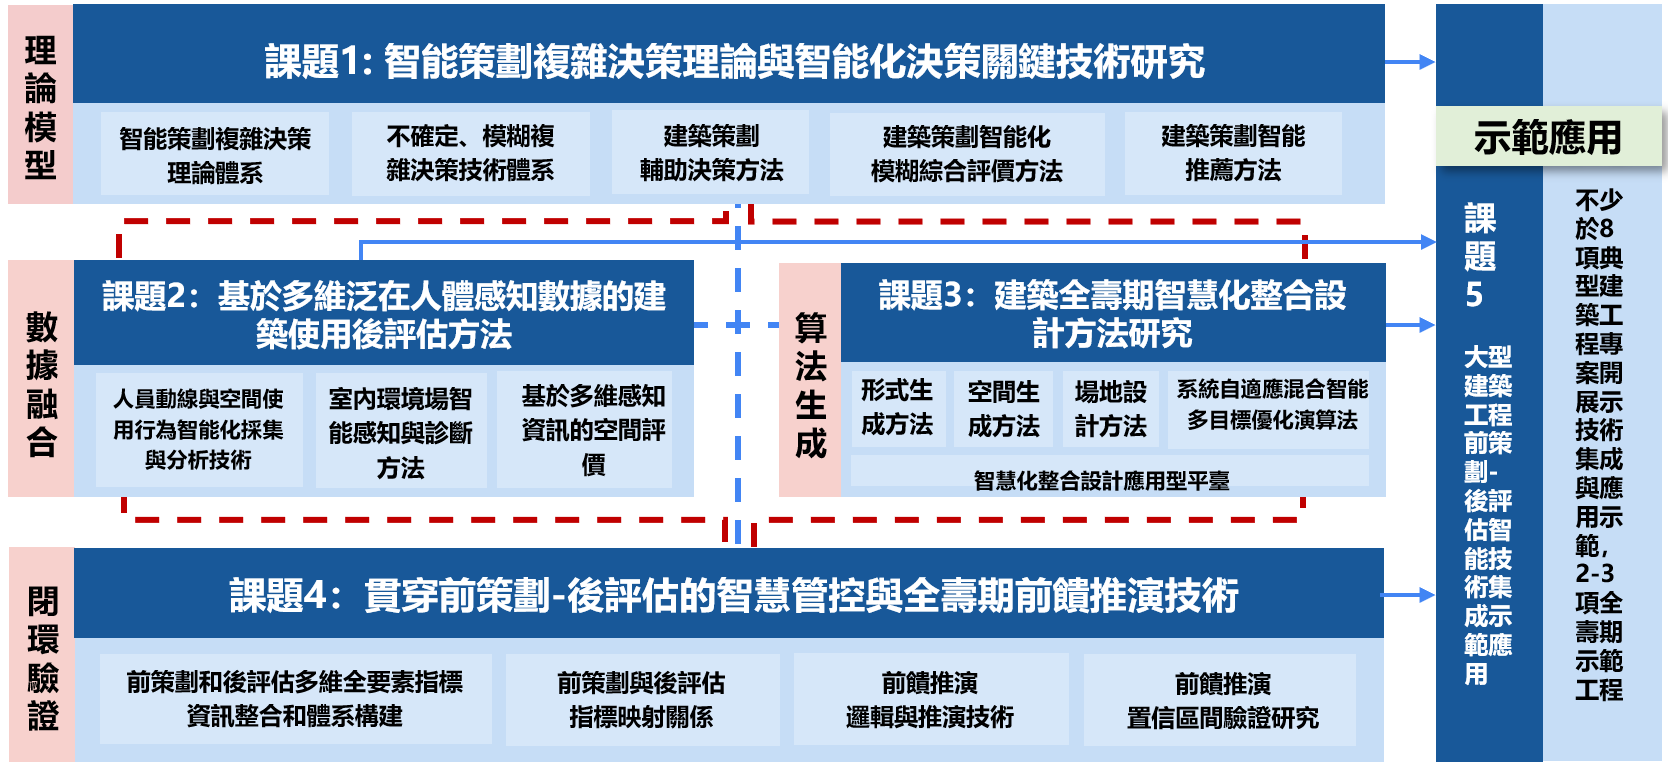 理論模型
課題1: 智能策劃複雜決策理論與智能化決策關鍵技術研究
智能策劃複雜決策
理論體系
不確定、模糊複
雜決策技術體系
建築策劃
輔助決策方法
建築策劃智能化
模糊綜合評價方法
建築策劃智能
推薦方法
數據融合
課題2：基於多維泛在人體感知數據的建
築使用後評估方法
人員動線與空間使
用行為智能化採集
與分析技術
室內環境場智
能感知與診斷
方法
基於多維感知
資訊的空間評
價
算法生成
課題3：建築全壽期智慧化整合設
計方法研究
形式生
成方法
空間生
成方法
場地設
計方法
系統自適應混合智能
多目標優化演算法
智慧化整合設計應用型平臺
閉環驗證
課題4：貫穿前策劃-後評估的智慧管控與全壽期前饋推演技術
前策劃和後評估多維全要素指標
資訊整合和體系構建
前策劃與後評估
指標映射關係
前饋推演
邏輯與推演技術
前饋推演
置信區間驗證研究
示範應用
課
題
5
大型
建築
工程
前策
劃-
後評
估智
能技
術集
成示
範應
用
不少
於8
項典
型建
築工
程專
案開
展示
技術
集成
與應
用示
範，
2-3
項全
壽期
示範
工程